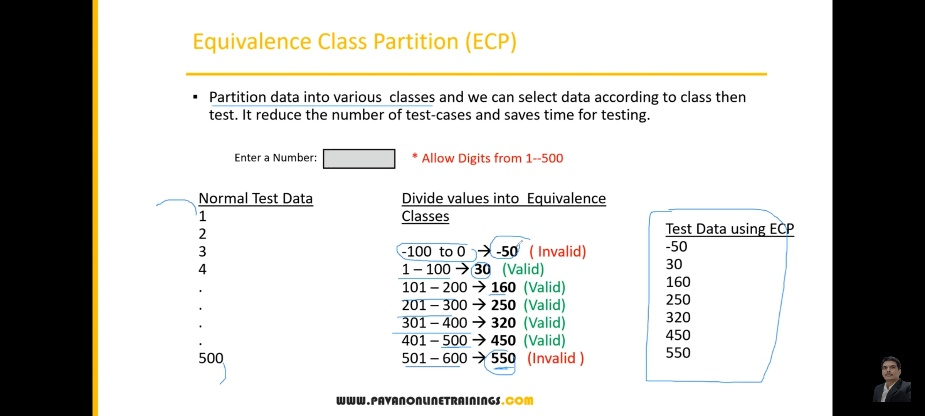 Equivalence Class Partition (ECP)
▪ Partition data into various classes and we can select data according to class then
test. It reduce the number of test-cases and saves time for testing.
Enter a Number: * Allow Digits from 1--500
Normal Test Data
1
2
3
4
.
.
.
.
500
Divide values into Equivalence
Classes
-100 to 0 → -50 ( Invalid)
1 – 100 → 30 (Valid)
101 – 200 → 160 (Valid)
201 – 300 → 250 (Valid)
301 – 400 → 320 (Valid)
401 – 500 → 450 (Valid)
501 – 600 → 550 (Invalid )
Test Data using ECP
-50
30
160
250
320
450
550
www.pavanonlinetrainings.com